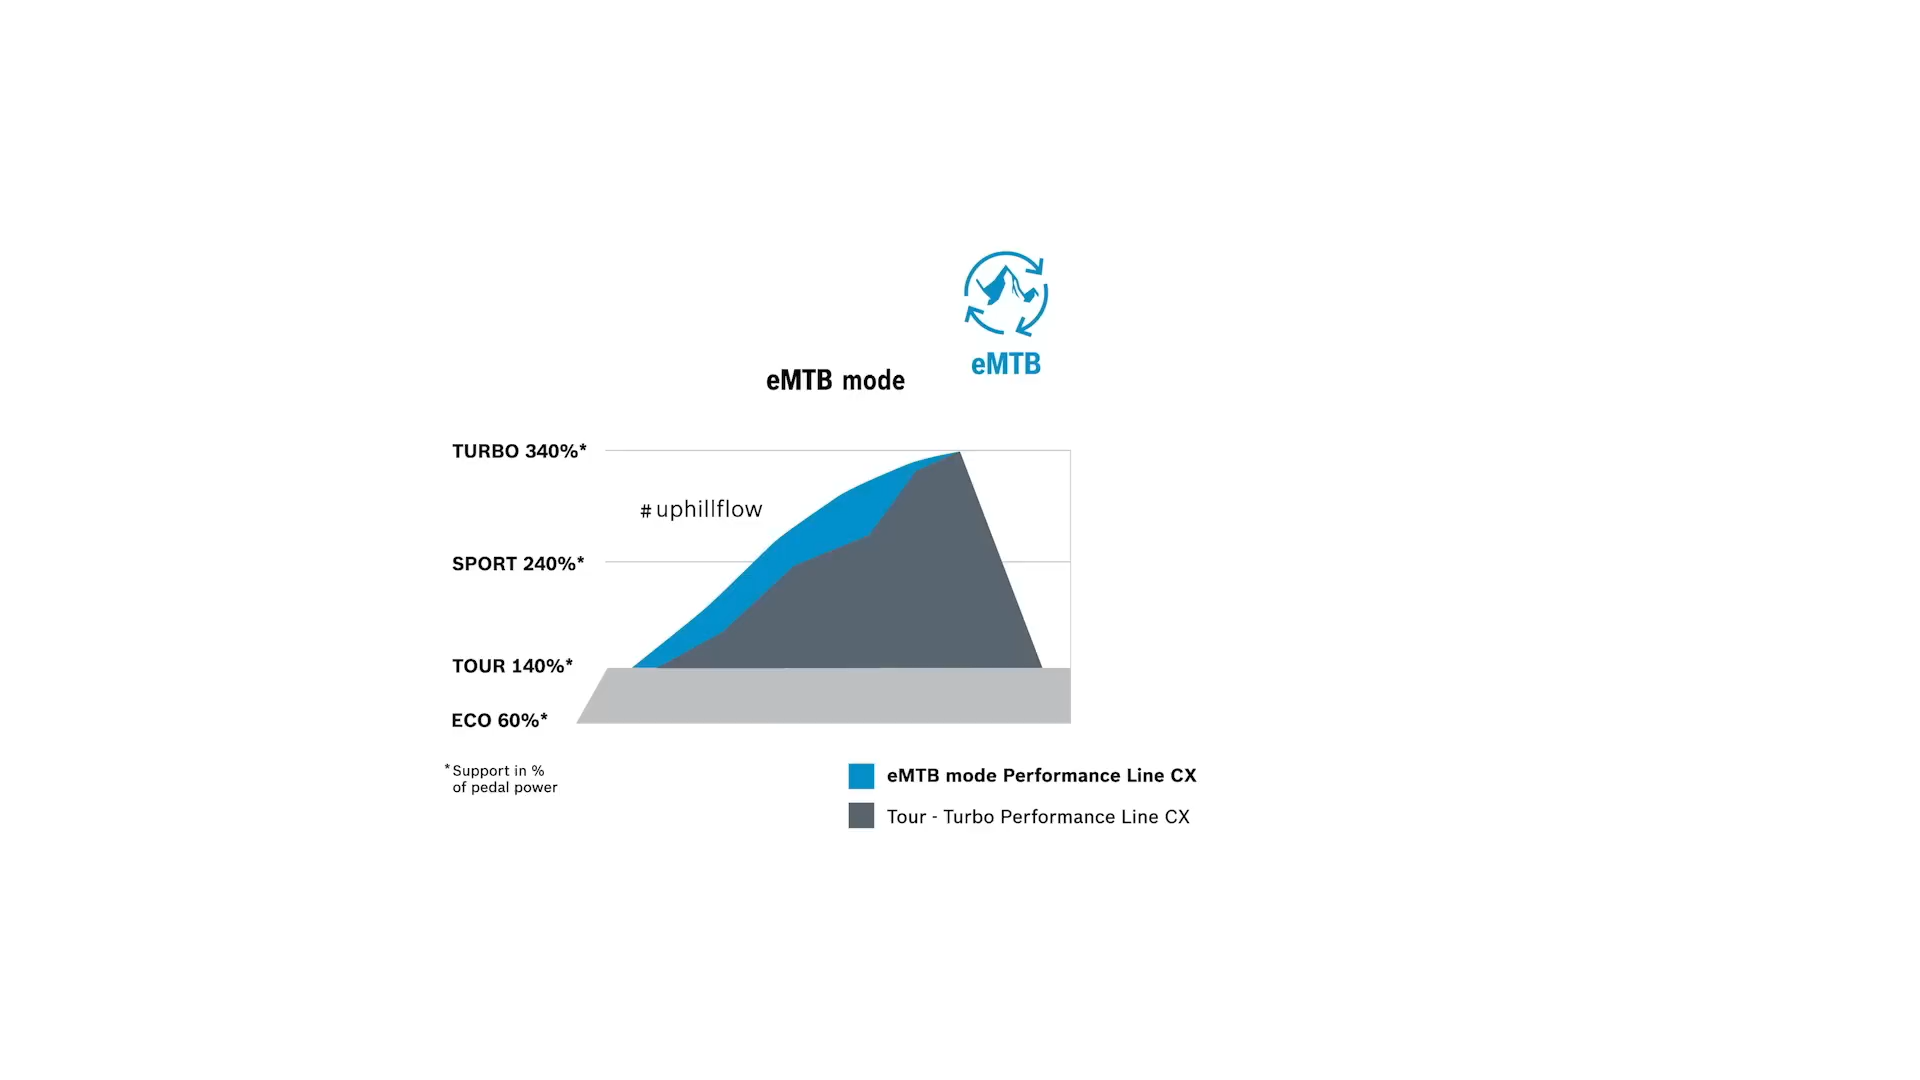 eMTB
eMTB mode
TURBO 340%*
#uphillflow
SPORT 240%*
TOUR 140%*
ECO 60%*
*Support in %
of pedal power
eMTB mode Performance Line CX
Tour - Turbo Performance Line CX